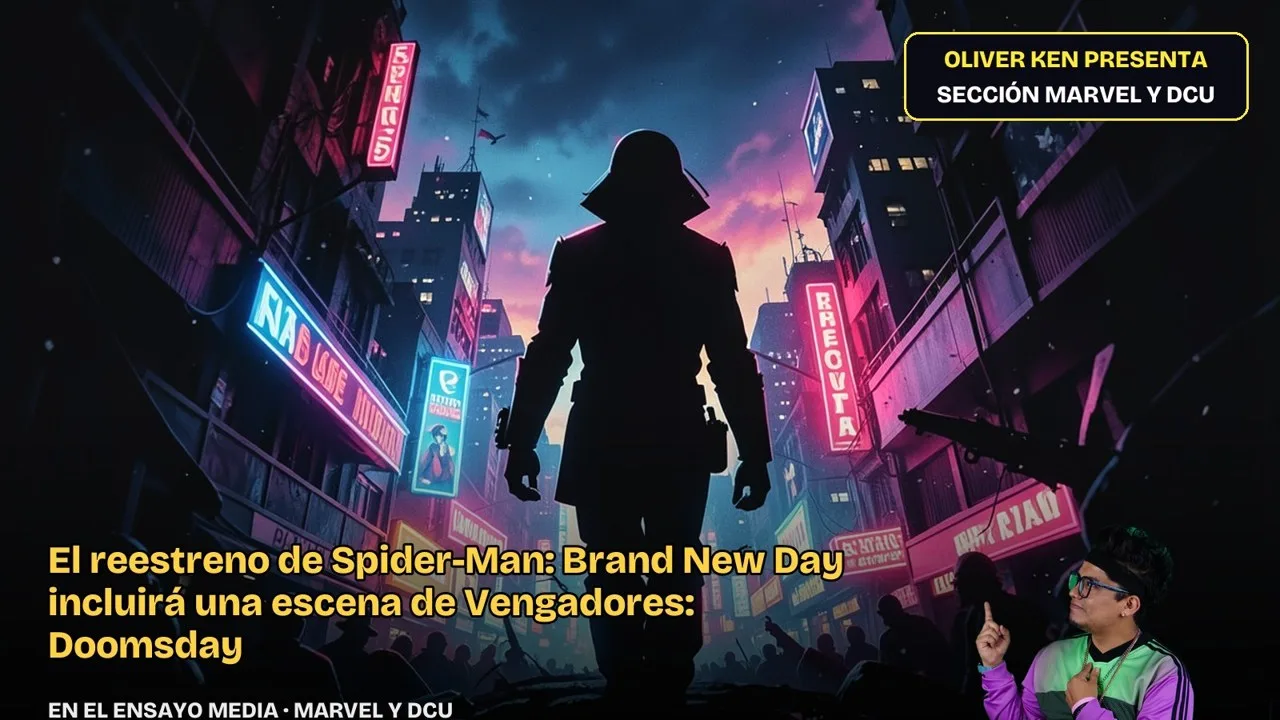 OLIVER KEN PRESENTA
SECCIÓN MARVEL Y DCU
RHEOVTA
El reestreno de Spider-Man: Brand New Day
incluirá una escena de Vengadores:
Doomsday
EN EL ENSAYO MEDIA · MARVEL Y DCU